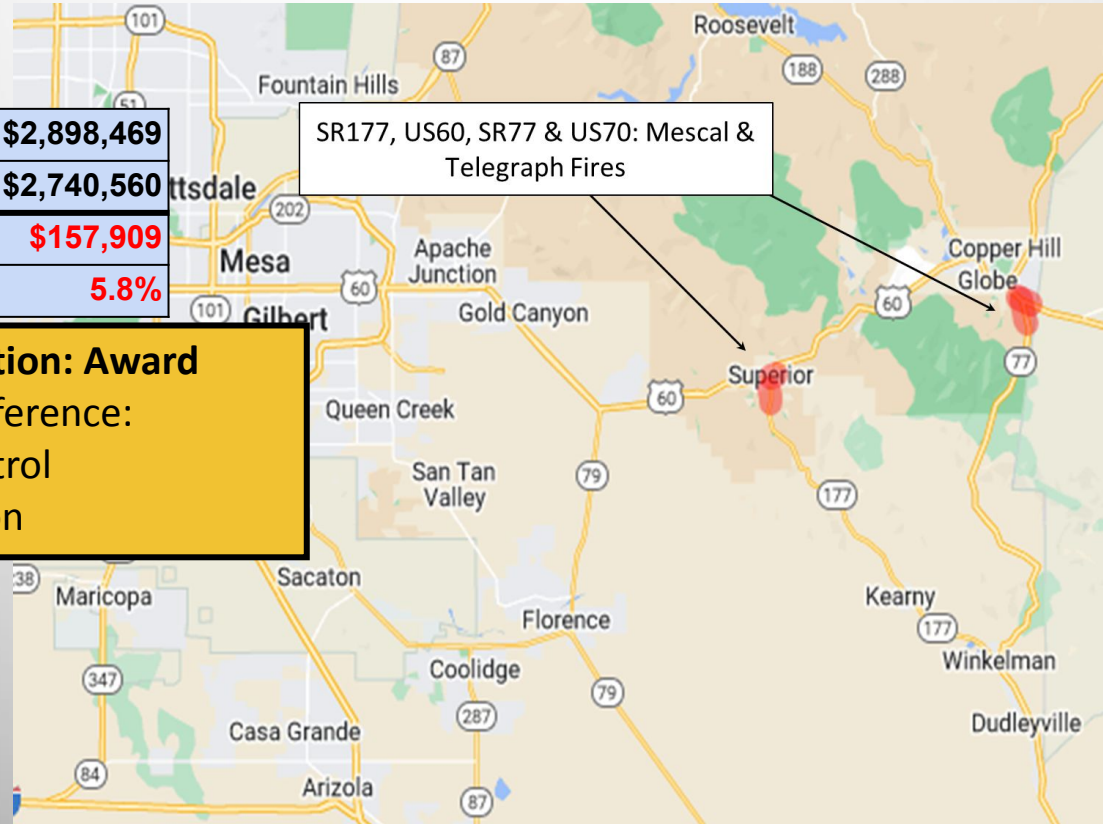 101
Roosevelt
87
188
288
Fountain Hills
51
$2,898,469
$2,740,560
$157,909
5.8%
SR177, US60, SR77 & US70: Mescal &
Telegraph Fires
ttsdale
202
Mesa
Apache
Junction
Copper Hill
Globe
60
60
101
Gilbert
Gold Canyon
tion: Award
ference:
trol
on
77
Superior
60
Queen Creek
San Tan
Valley
79
177
38
Maricopa
Sacaton
Kearny
Florence
177
Winkelman
Coolidge
347
79
287
Dudleyville
Casa Grande
84
Arizola
87